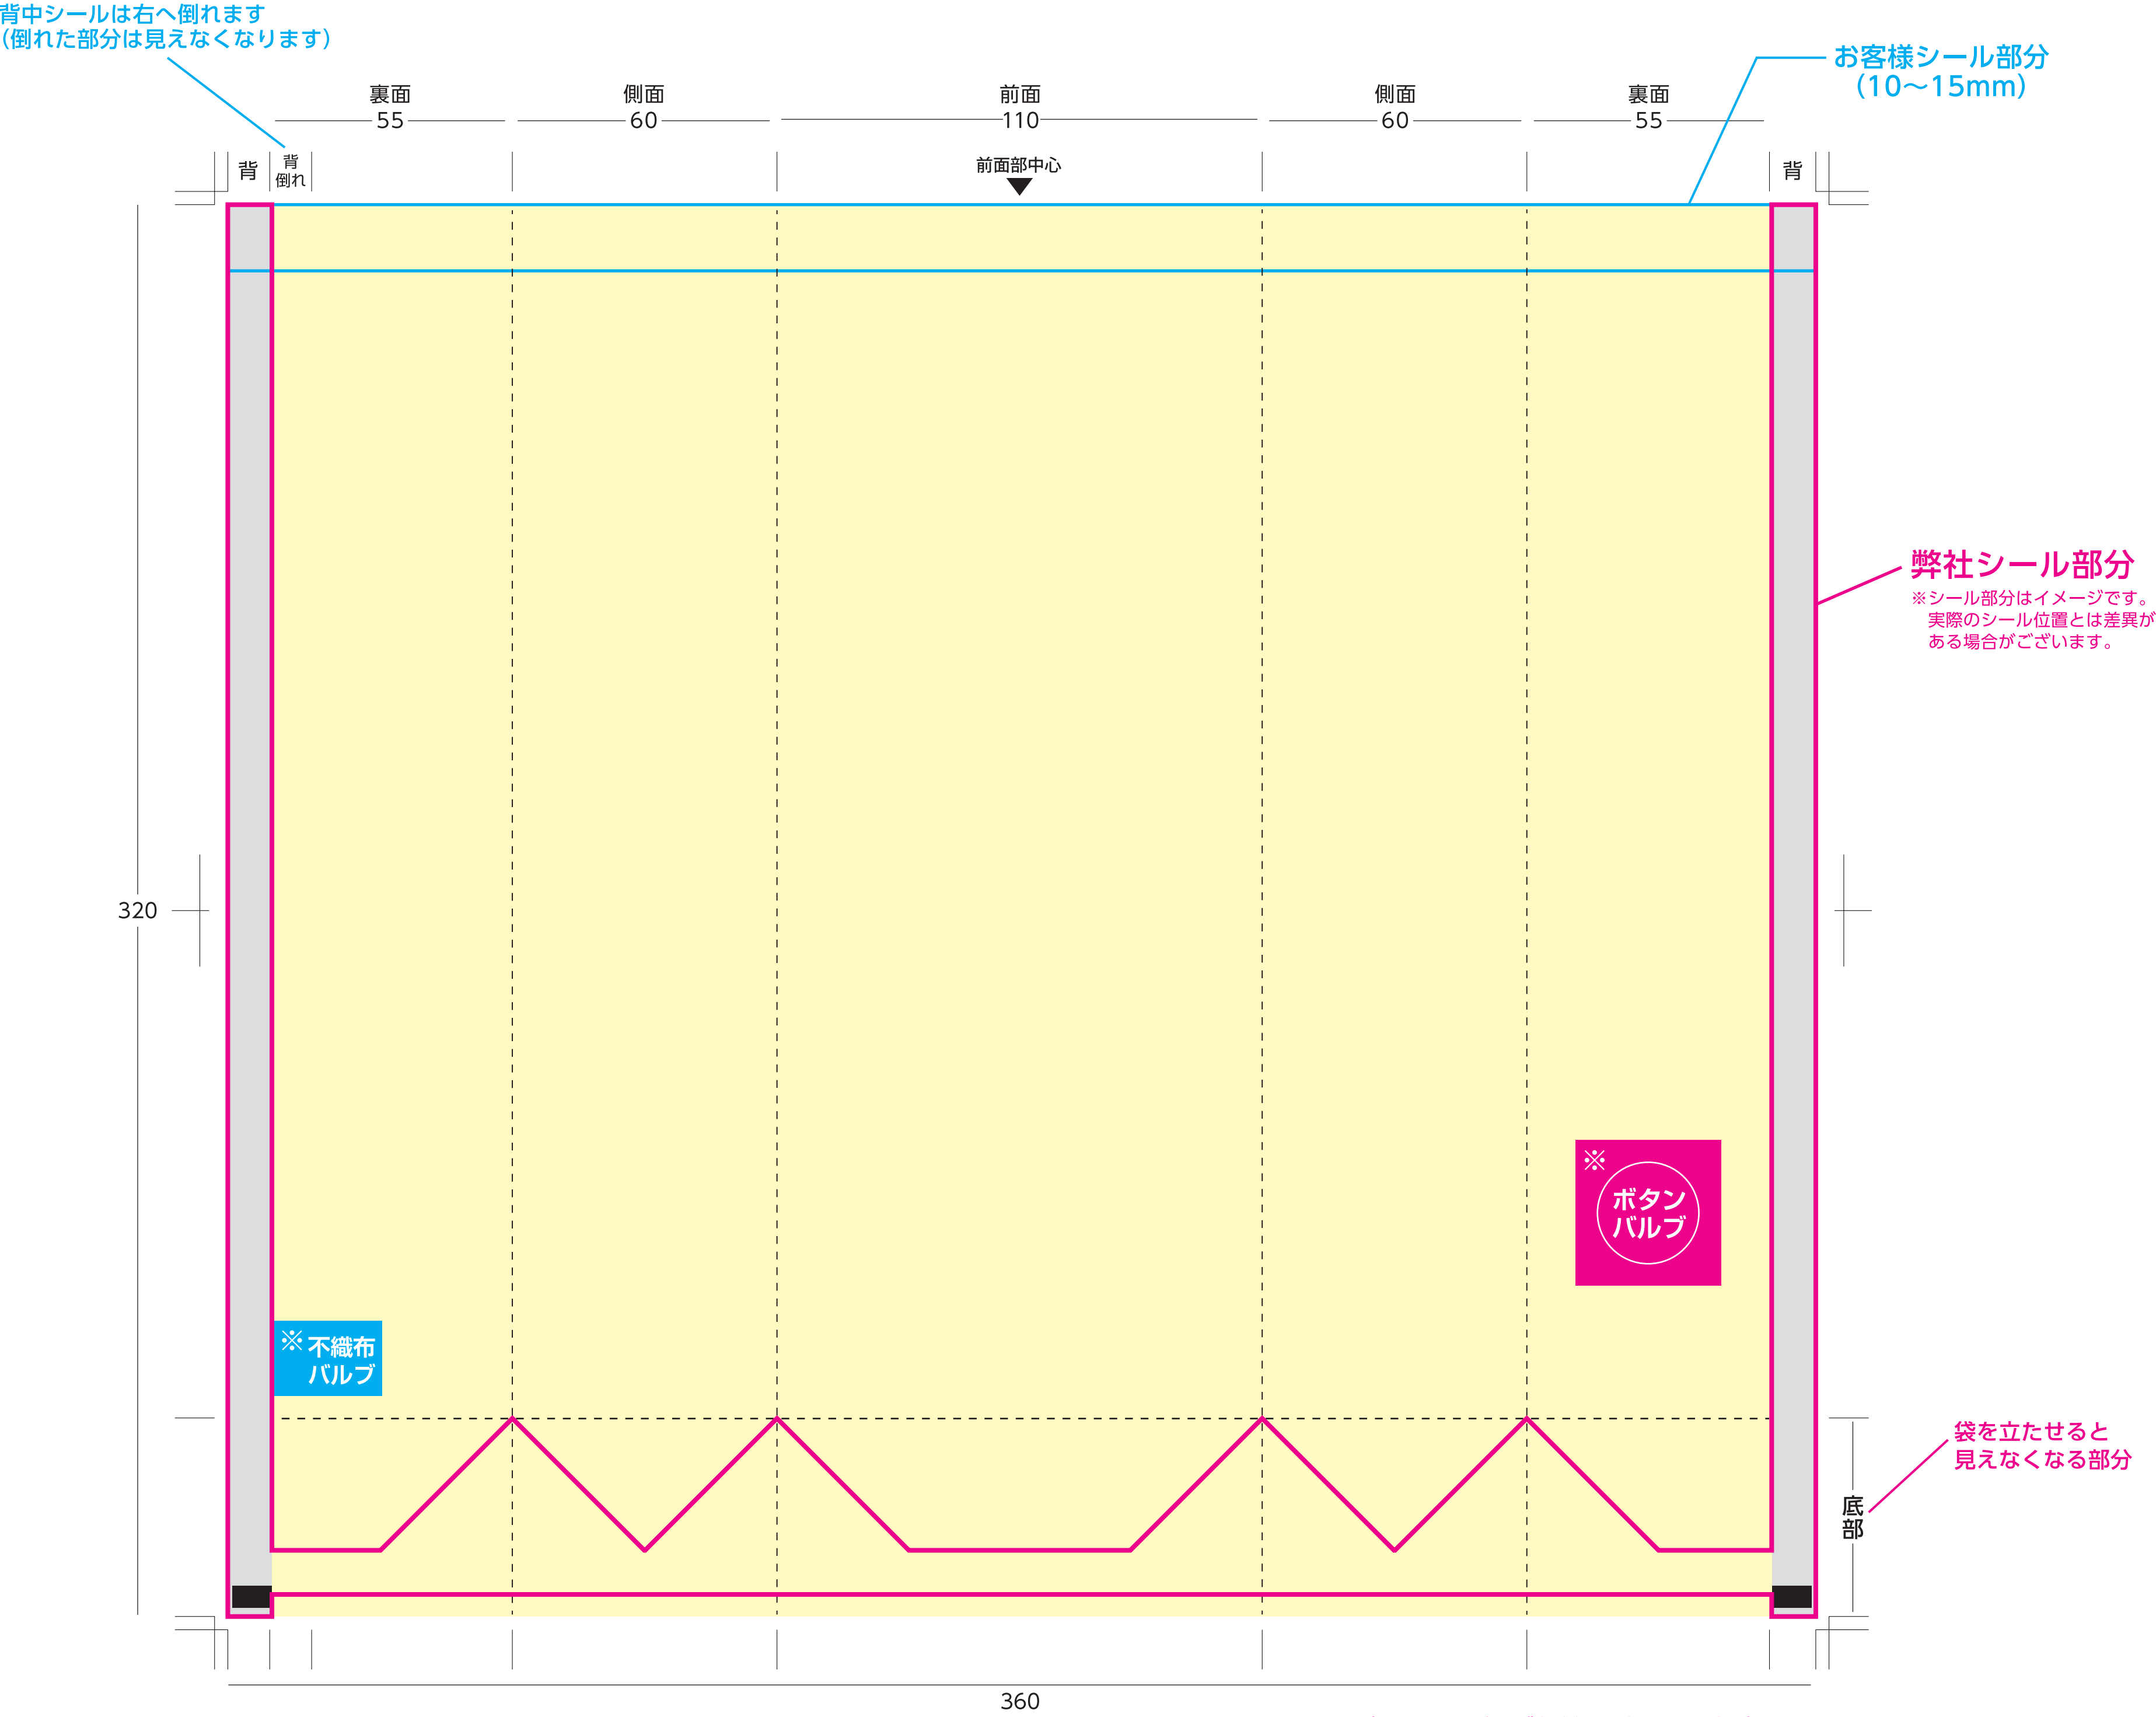 背中シールは右へ倒れます
（倒れた部分は見えなくなります）
お客様シール部分
（10〜15mm）
裏面
55
側面
60
前面
110
側面
60
裏面
55
背
背
倒れ
前面部中心
背
弊社シール部分
※シール部分はイメージです。
実際のシール位置とは差異が
ある場合がございます。
320
※
ボタン
バルブ
※不織布
バルブ
袋を立たせると
見えなくなる部分
底部
360